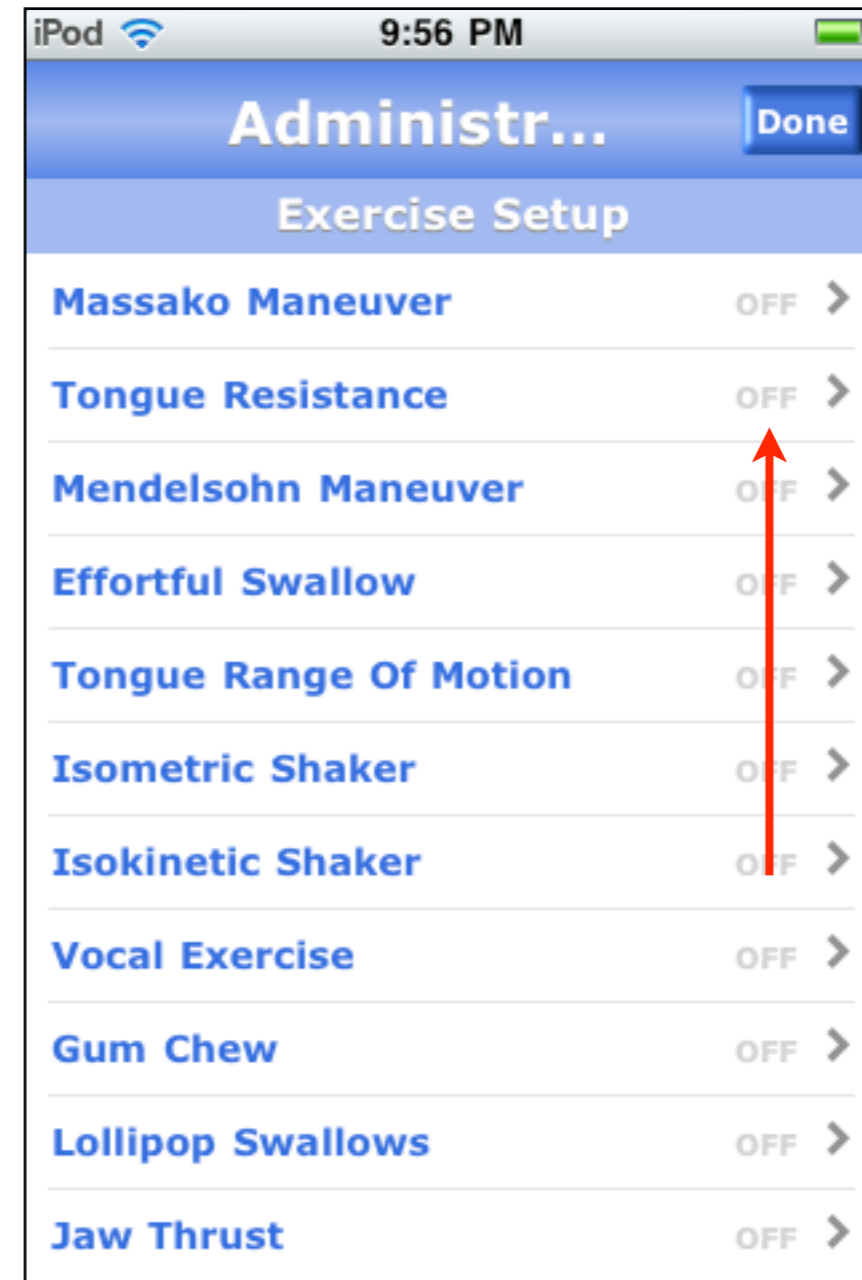 iPod 9:56 PM
Administr... Done
Exercise Setup
Massako Maneuver OFF
Tongue Resistance OFF
Mendelsohn Maneuver OFF
Effortful Swallow OFF
Tongue Range Of Motion OFF
Isometric Shaker OFF
Isokinetic Shaker OFF
Vocal Exercise OFF
Gum Chew OFF
Lollipop Swallows OFF
Jaw Thrust OFF